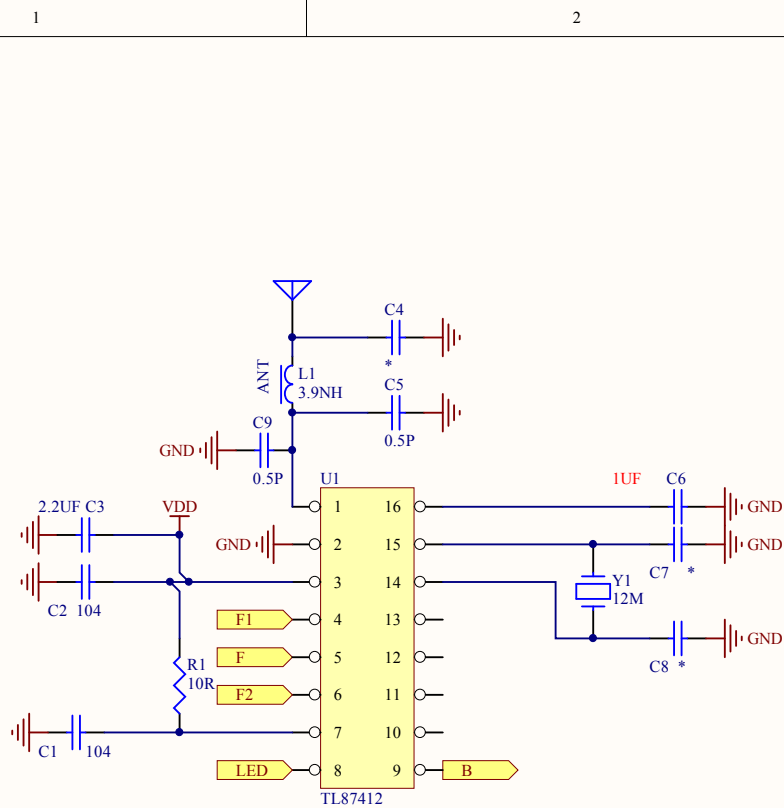 1
2
C4
*
ANT
L1
3.9NH
C5
0.5P
C9
GND
0.5P
U1
1UF
C6
2.2UF C3
VDD
1
16
GND
GND
2
15
GND
C7
*
3
14
Y1
12M
C2 104
F1
4
13
GND
C8 *
F
5
12
R1
10R
F2
6
11
7
10
C1
104
LED
8
9
B
TL87412